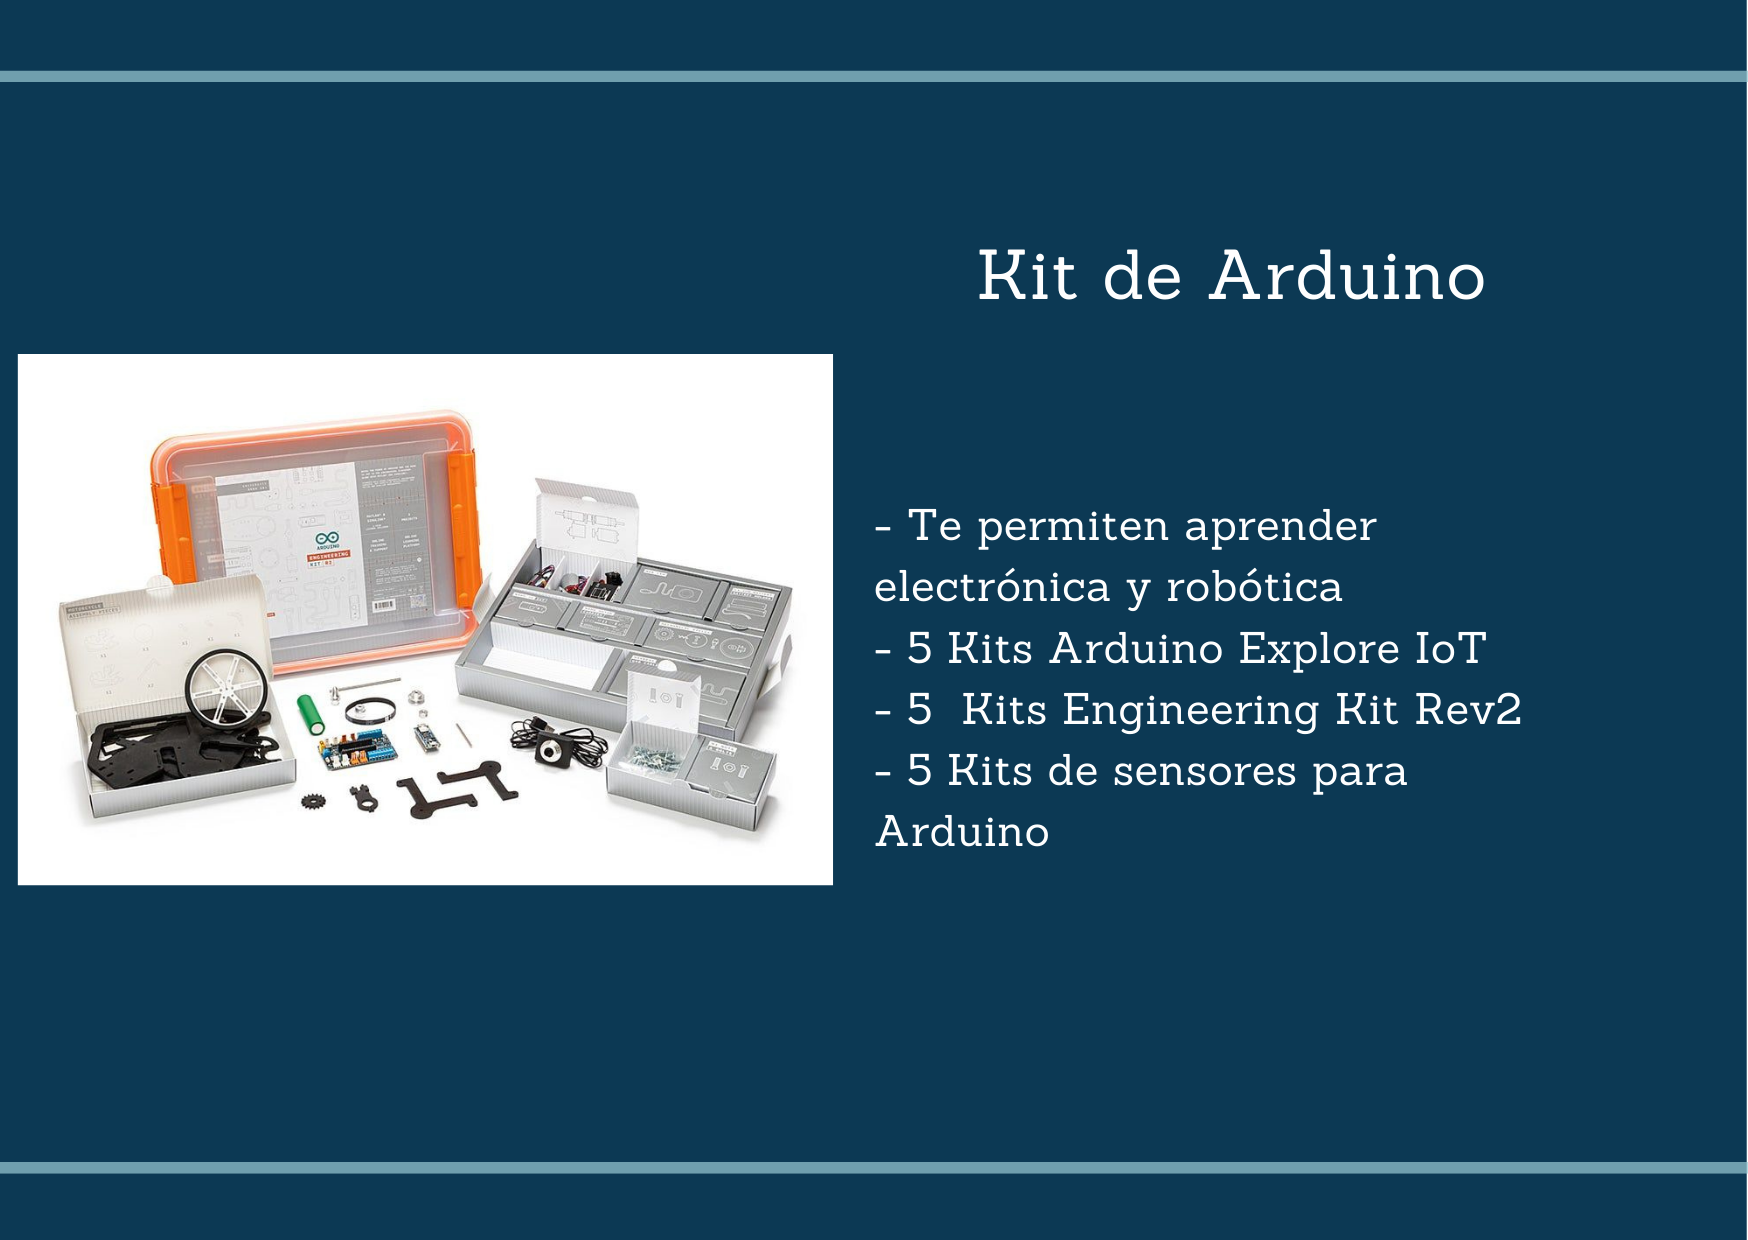 Kit de Arduino
- Te permiten aprender
electrónica y robótica
- 5 Kits Arduino Explore IoT
- 5  Kits Engineering Kit Rev2
- 5 Kits de sensores para
Arduino
ARDUINO
ENGINEERING
KIT R2